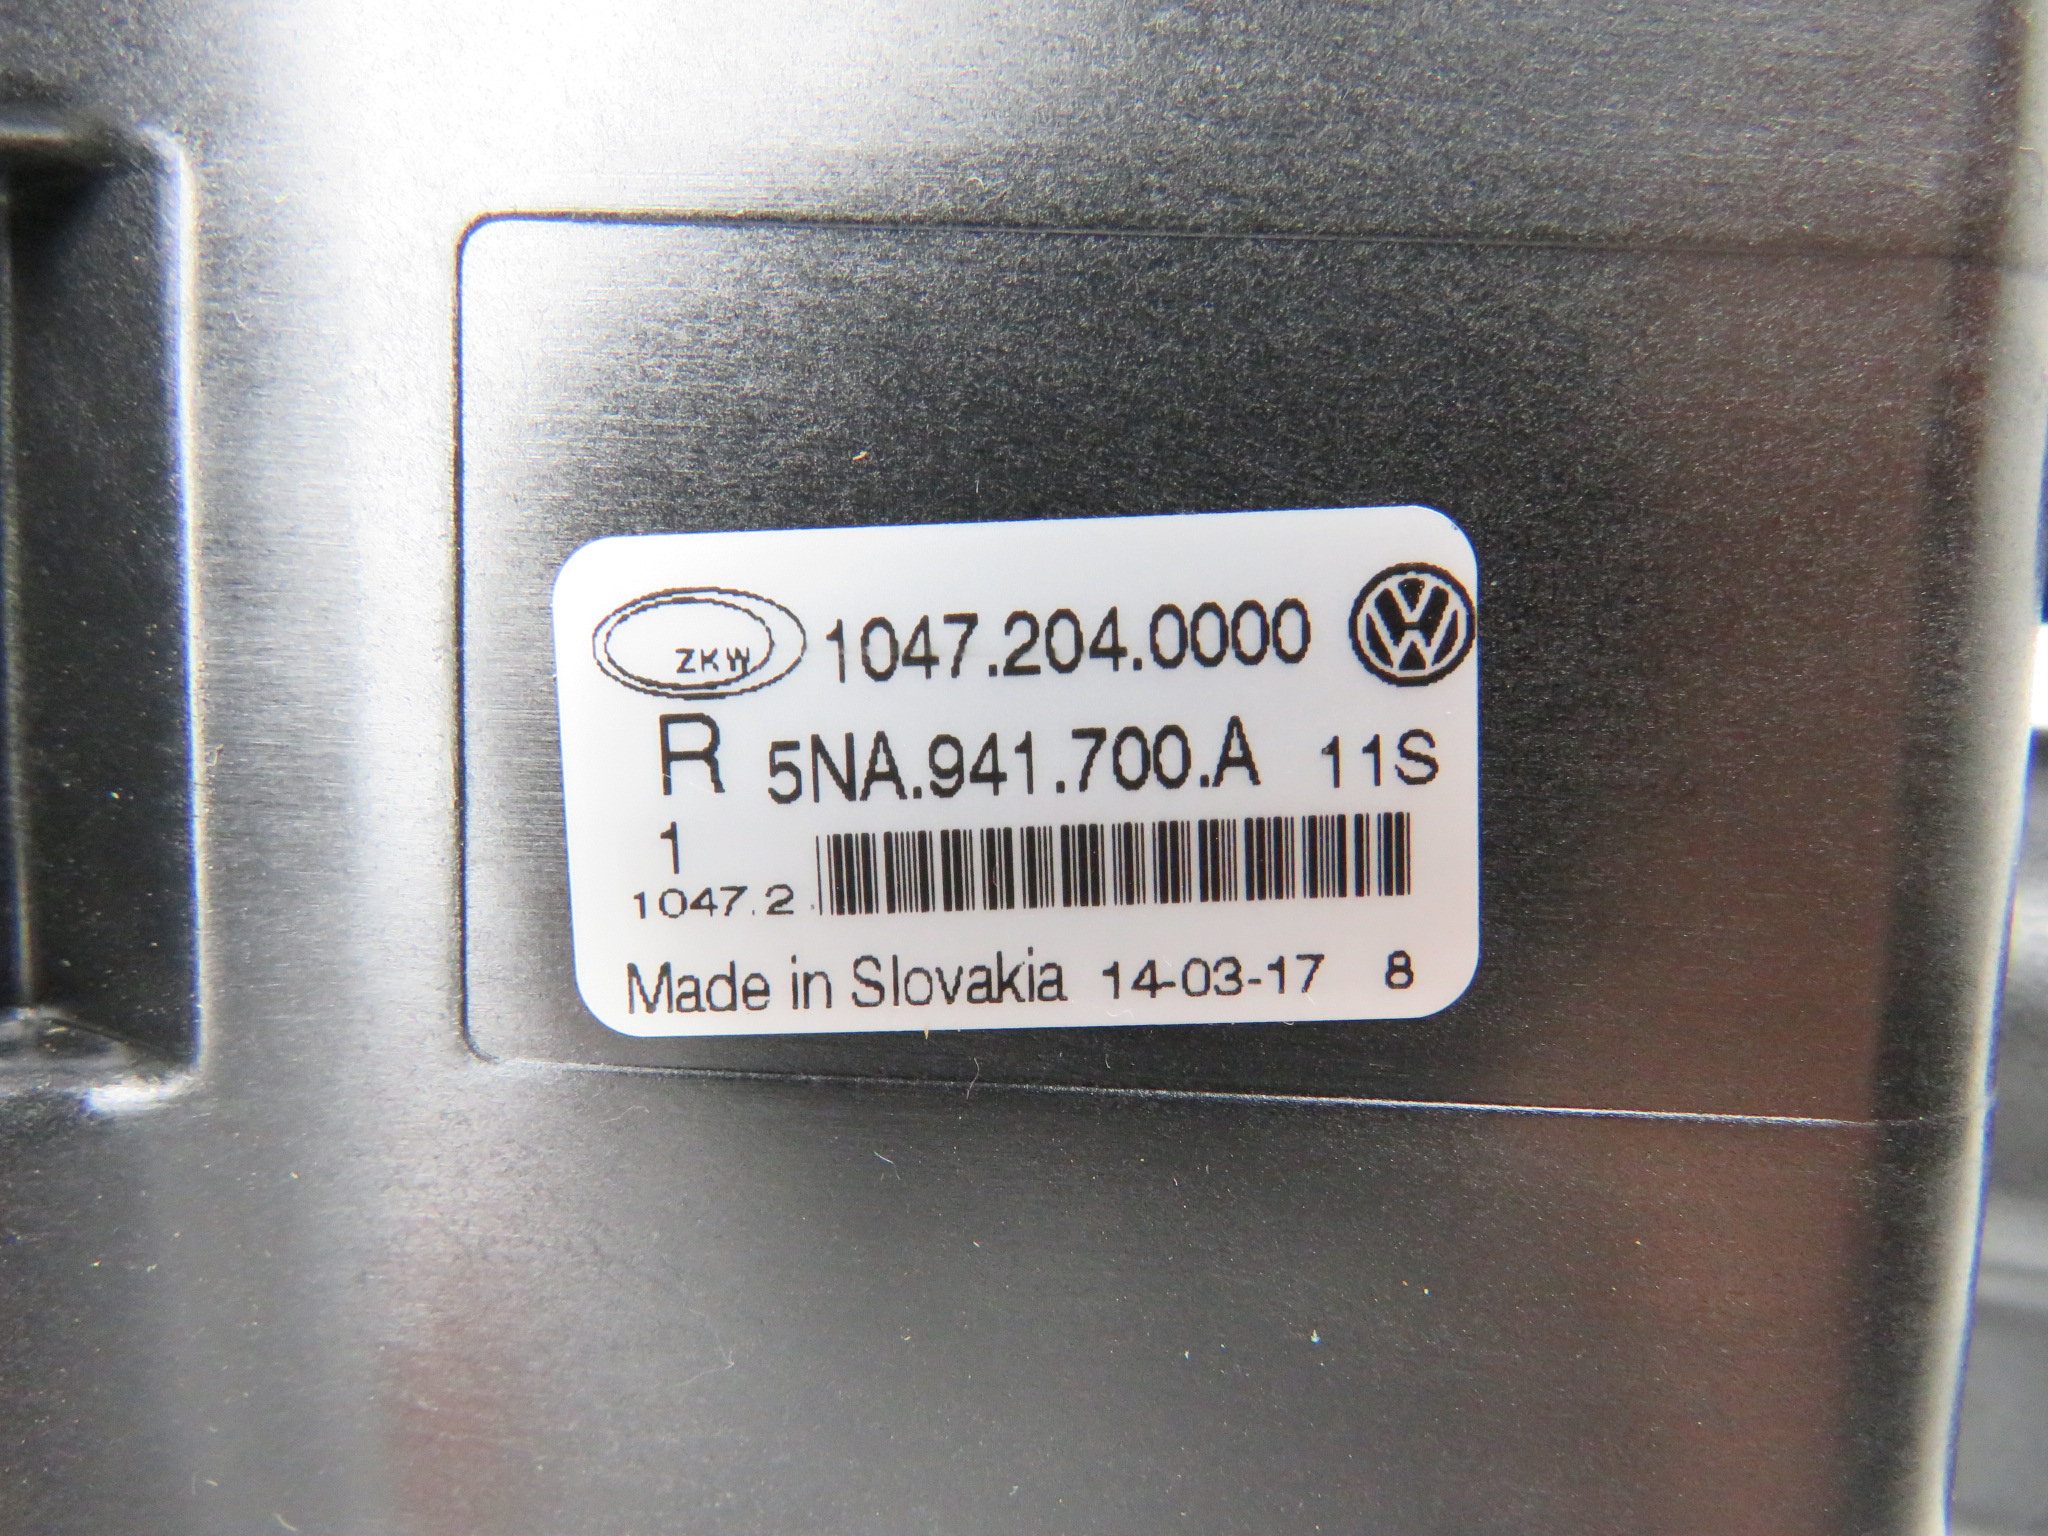 ZKW 1047.204.0000
R 5NA.941.700.A 11S
1
1047.2
Made in Slovakia 14-03-17 8